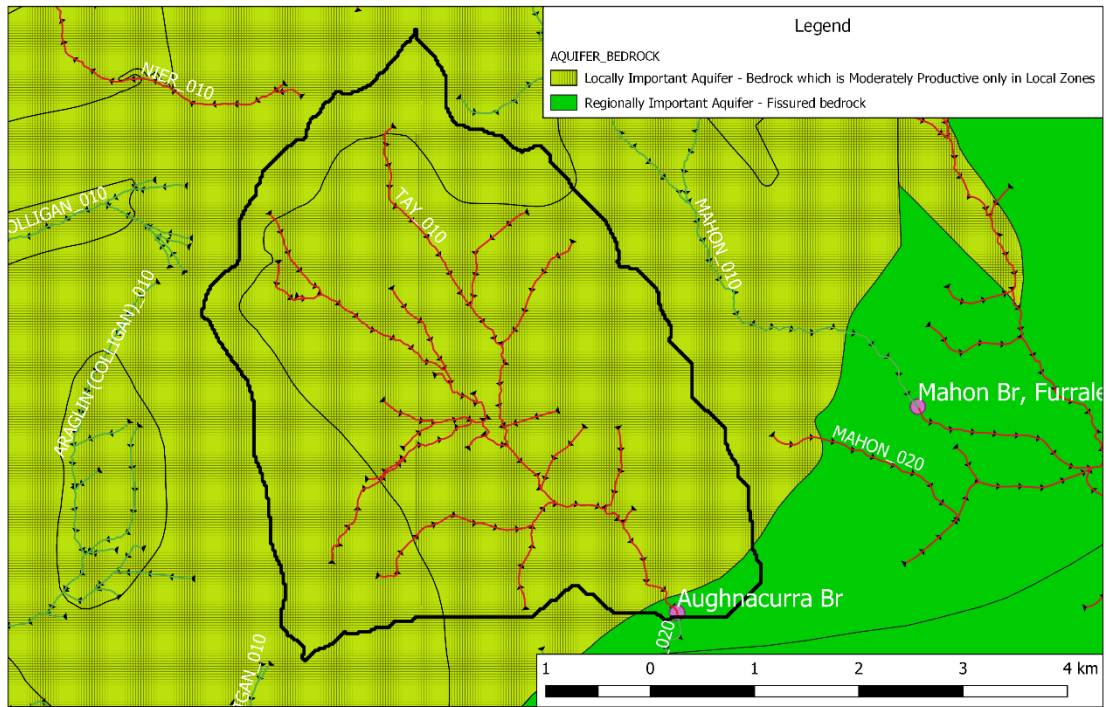 Legend
AQUIFER_BEDROCK
Locally Important Aquifer - Bedrock which is Moderately Productive only in Local Zones
Regionally Important Aquifer - Fissured bedrock
NIER_010
OLLIGAN_010
TAY_010
MAHON_010
ARAGLIN (COLLIGAN)_010
Mahon Br, Furrale
MAHON_020
Aughnacurra Br
020
IGAN_010
1 0 1 2 3 4 km